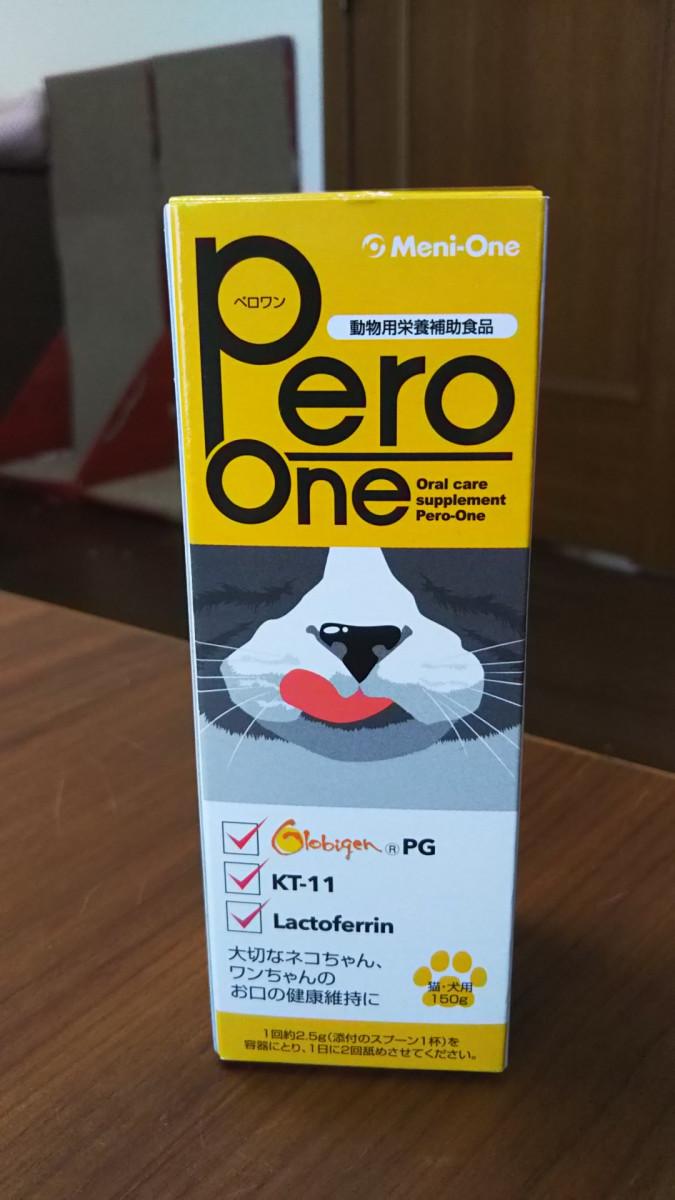 Meni-One
ペロワン
動物用栄養補助食品
Pero
One
Oral care
supplement
Pero-One
Globigen® PG
KT-11
Lactoferrin
大切なネコちゃん、
ワンちゃんの
お口の健康維持に
猫・犬用
150g
1回約2.5g(添付のスプーン1杯)を
容器にとり、1日に2回舐めさせてください。